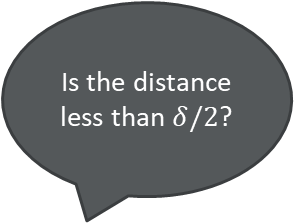 Is the distance
less than 𝛿/2?